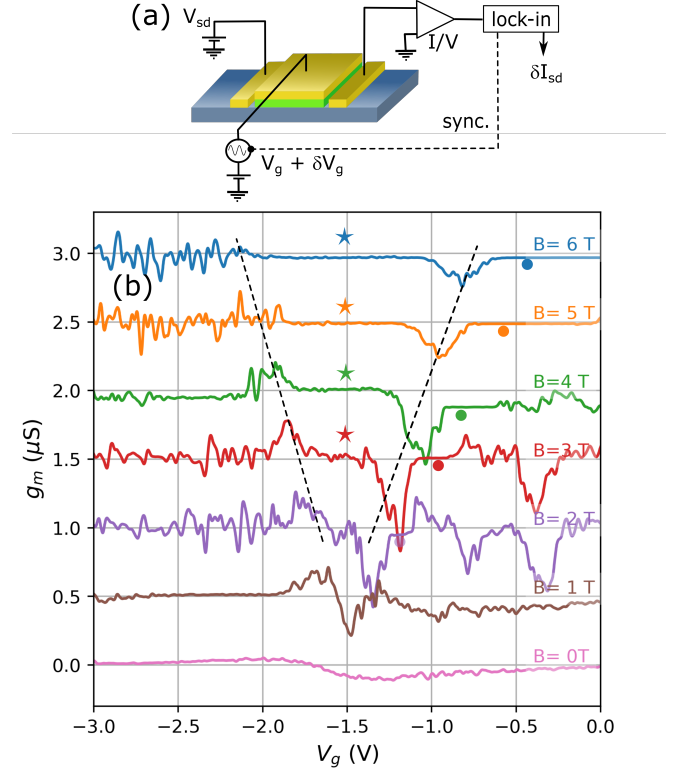 (a)
V_sd
I/V
lock-in
δI_sd
sync.
V_g + δV_g
(b)
B= 6 T
B= 5 T
B=4 T
B=3 T
B=2 T
B= 1 T
B= 0T
3.0
2.5
2.0
1.5
1.0
0.5
0.0
g_m (μS)
−3.0 −2.5 −2.0 −1.5 −1.0 −0.5 0.0
V_g (V)